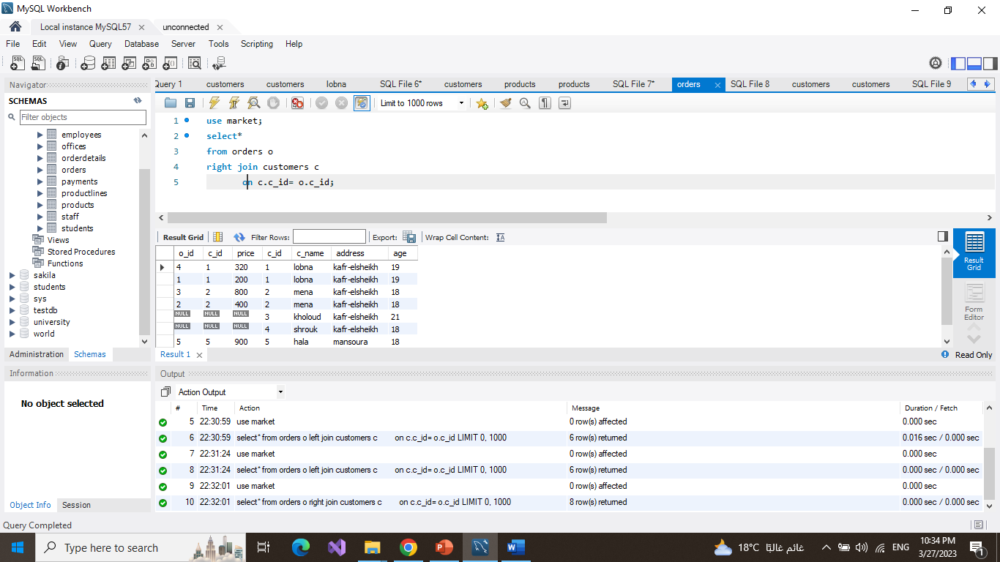 MySQL Workbench
Local instance MySQL57 unconnected
File Edit View Query Database Server Tools Scripting Help
Navigator
SCHEMAS
Filter objects
employees
offices
orderdetails
orders
payments
productlines
products
staff
students
Views
Stored Procedures
Functions
sakila
students
sys
testdb
university
world
Administration Schemas
Information
No object selected
Object Info Session
Query 1 customers customers lobna SQL File 6* customers products products SQL File 7* orders SQL File 8 customers customers SQL File 9
Limit to 1000 rows
1 use market;
2 select*
3 from orders o
4 right join customers c
5 on c.c_id= o.c_id;
Result Grid Filter Rows: Export: Wrap Cell Content:
o_id c_id price c_id c_name address age
4 1 320 1 lobna kafr-elsheikh 19
1 1 200 1 lobna kafr-elsheikh 19
3 2 800 2 mena kafr-elsheikh 18
2 2 400 2 mena kafr-elsheikh 18
NULL NULL NULL 3 kholoud kafr-elsheikh 21
NULL NULL NULL 4 shrouk kafr-elsheikh 18
5 5 900 5 hala mansoura 18
Result Grid
Form Editor
Result 1
Read Only
Output
Action Output
# Time Action Message Duration / Fetch
5 22:30:59 use market 0 row(s) affected 0.000 sec
6 22:30:59 select* from orders o left join customers c on c.c_id= o.c_id LIMIT 0, 1000 6 row(s) returned 0.016 sec / 0.000 sec
7 22:31:24 use market 0 row(s) affected 0.000 sec
8 22:31:24 select* from orders o left join customers c on c.c_id= o.c_id LIMIT 0, 1000 6 row(s) returned 0.000 sec / 0.000 sec
9 22:32:01 use market 0 row(s) affected 0.000 sec
10 22:32:01 select* from orders o right join customers c on c.c_id= o.c_id LIMIT 0, 1000 8 row(s) returned 0.000 sec / 0.000 sec
Query Completed
Type here to search
18°C غائم غالبًا ENG
10:34 PM
3/27/2023
1